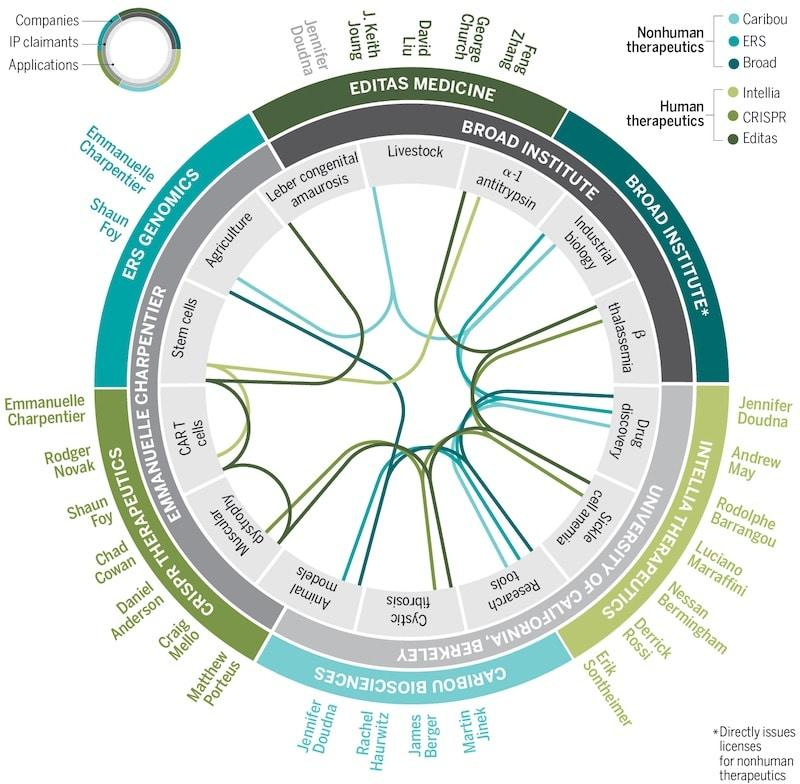 Companies
IP claimants
Applications
Nonhuman
therapeutics
Caribou
ERS
Broad
Human
therapeutics
Intellia
CRISPR
Editas
Jennifer
Doudna
J. Keith
Joung
David
Liu
George
Church
Feng
Zhang
EDITAS MEDICINE
BROAD INSTITUTE
BROAD INSTITUTE*
Emmanuelle
Charpentier
Shaun
Foy
ERS GENOMICS
EMMANUELLE CHARPENTIER
Leber congenital
amaurosis
Livestock
α-1
antitrypsin
Industrial
biology
β
thalassemia
Drug
discovery
Sickle
cell anemia
Research
tools
Cystic
fibrosis
Animal
models
Muscular
dystrophy
CAR T
cells
Stem cells
Agriculture
Emmanuelle
Charpentier
Rodger
Novak
Shaun
Foy
Chad
Cowan
Daniel
Anderson
Craig
Mello
Matthew
Porteus
CRISPR THERAPEUTICS
UNIVERSITY OF CALIFORNIA, BERKELEY
CARIBOU BIOSCIENCES
Jennifer
Doudna
Rachel
Haurwitz
James
Berger
Martin
Jinek
INTELLIA THERAPEUTICS
Jennifer
Doudna
Andrew
May
Rodolphe
Barrangou
Luciano
Marraffini
Nessan
Bermingham
Derrick
Rossi
Erik
Sontheimer
*Directly issues
licenses
for nonhuman
therapeutics